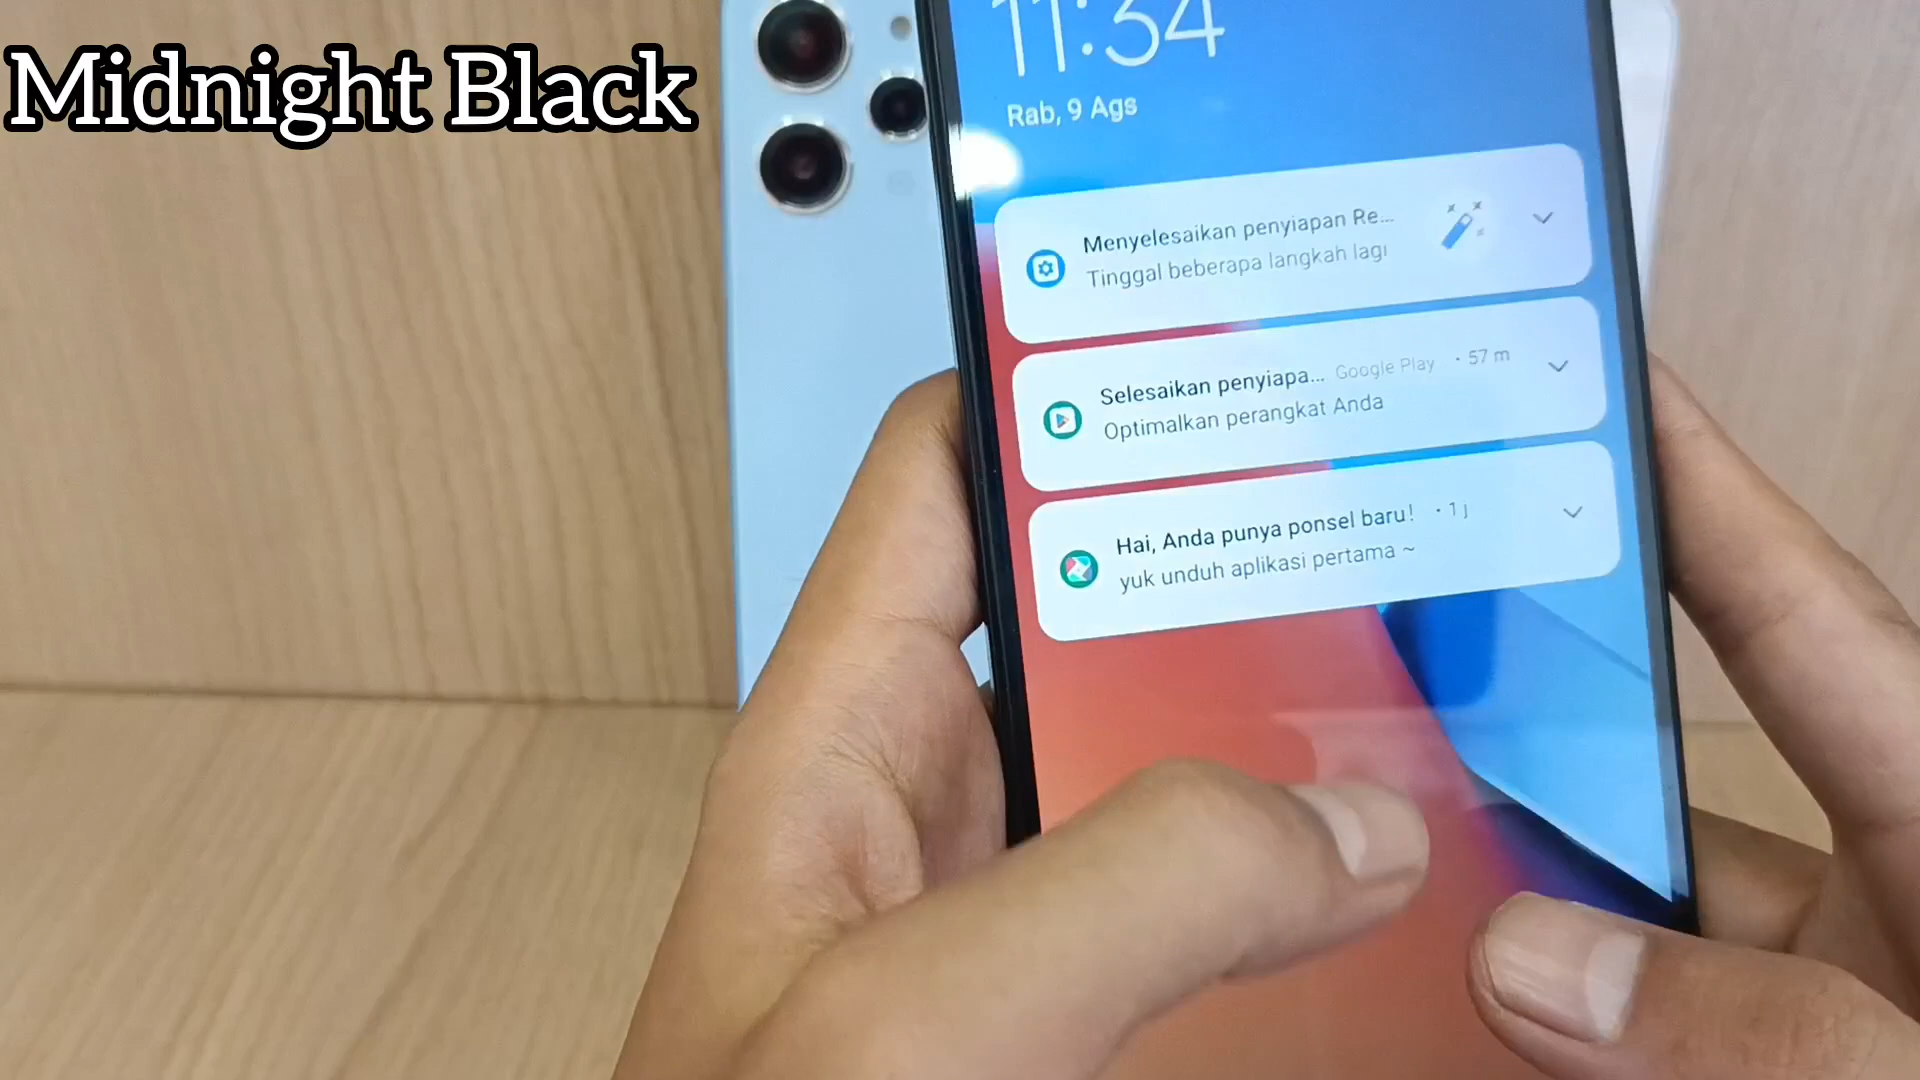 Midnight Black
11:34
Rab, 9 Ags
Menyelesaikan penyiapan Re...
Tinggal beberapa langkah lagi
Selesaikan penyiapa... Google Play • 57 m
Optimalkan perangkat Anda
Hai, Anda punya ponsel baru! • 1 j
yuk unduh aplikasi pertama ~